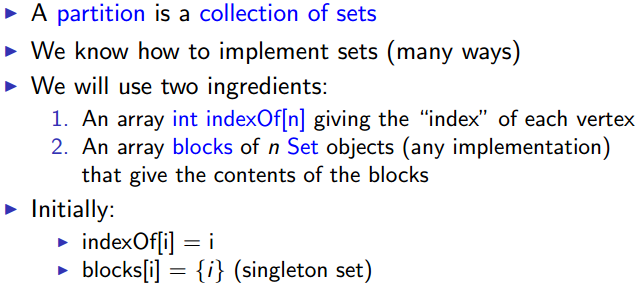 ▶ A partition is a collection of sets
▶ We know how to implement sets (many ways)
▶ We will use two ingredients:
1. An array int indexOf[n] giving the “index” of each vertex
2. An array blocks of n Set objects (any implementation)
that give the contents of the blocks
▶ Initially:
▶ indexOf[i] = i
▶ blocks[i] = {i} (singleton set)